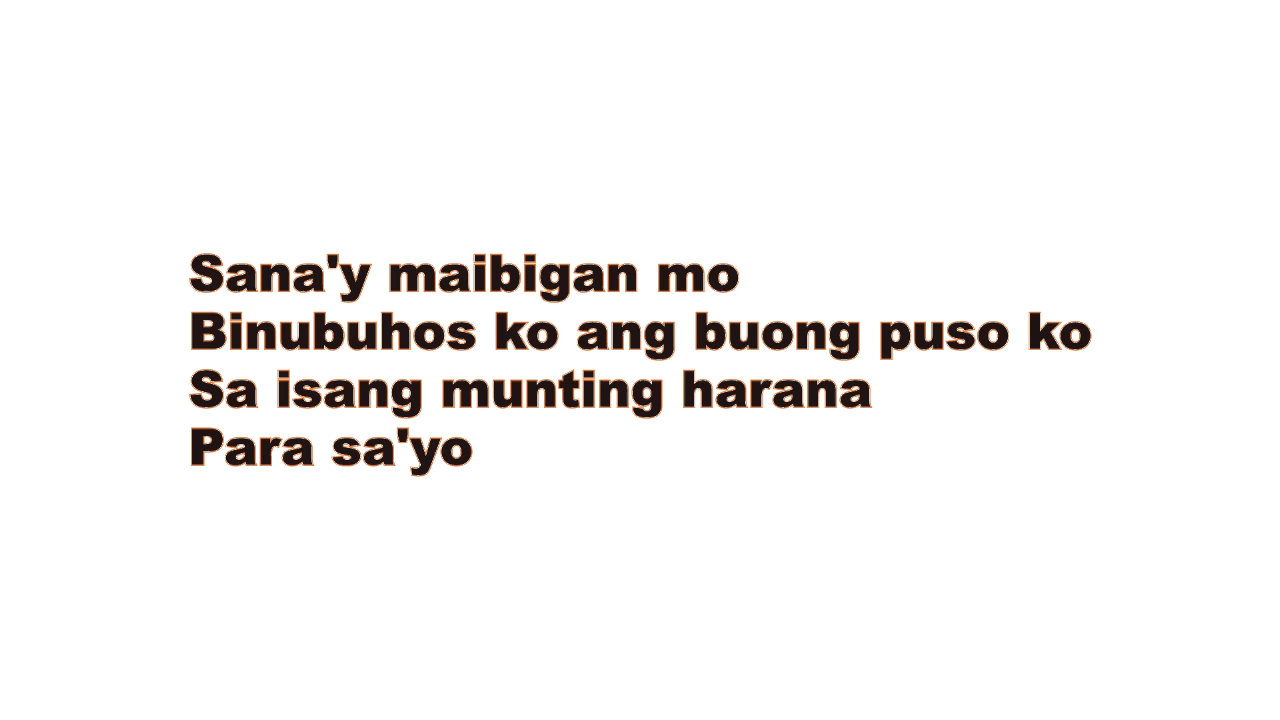 Sana'y maibigan mo
Binubuhos ko ang buong puso ko
Sa isang munting harana
Para sa'yo